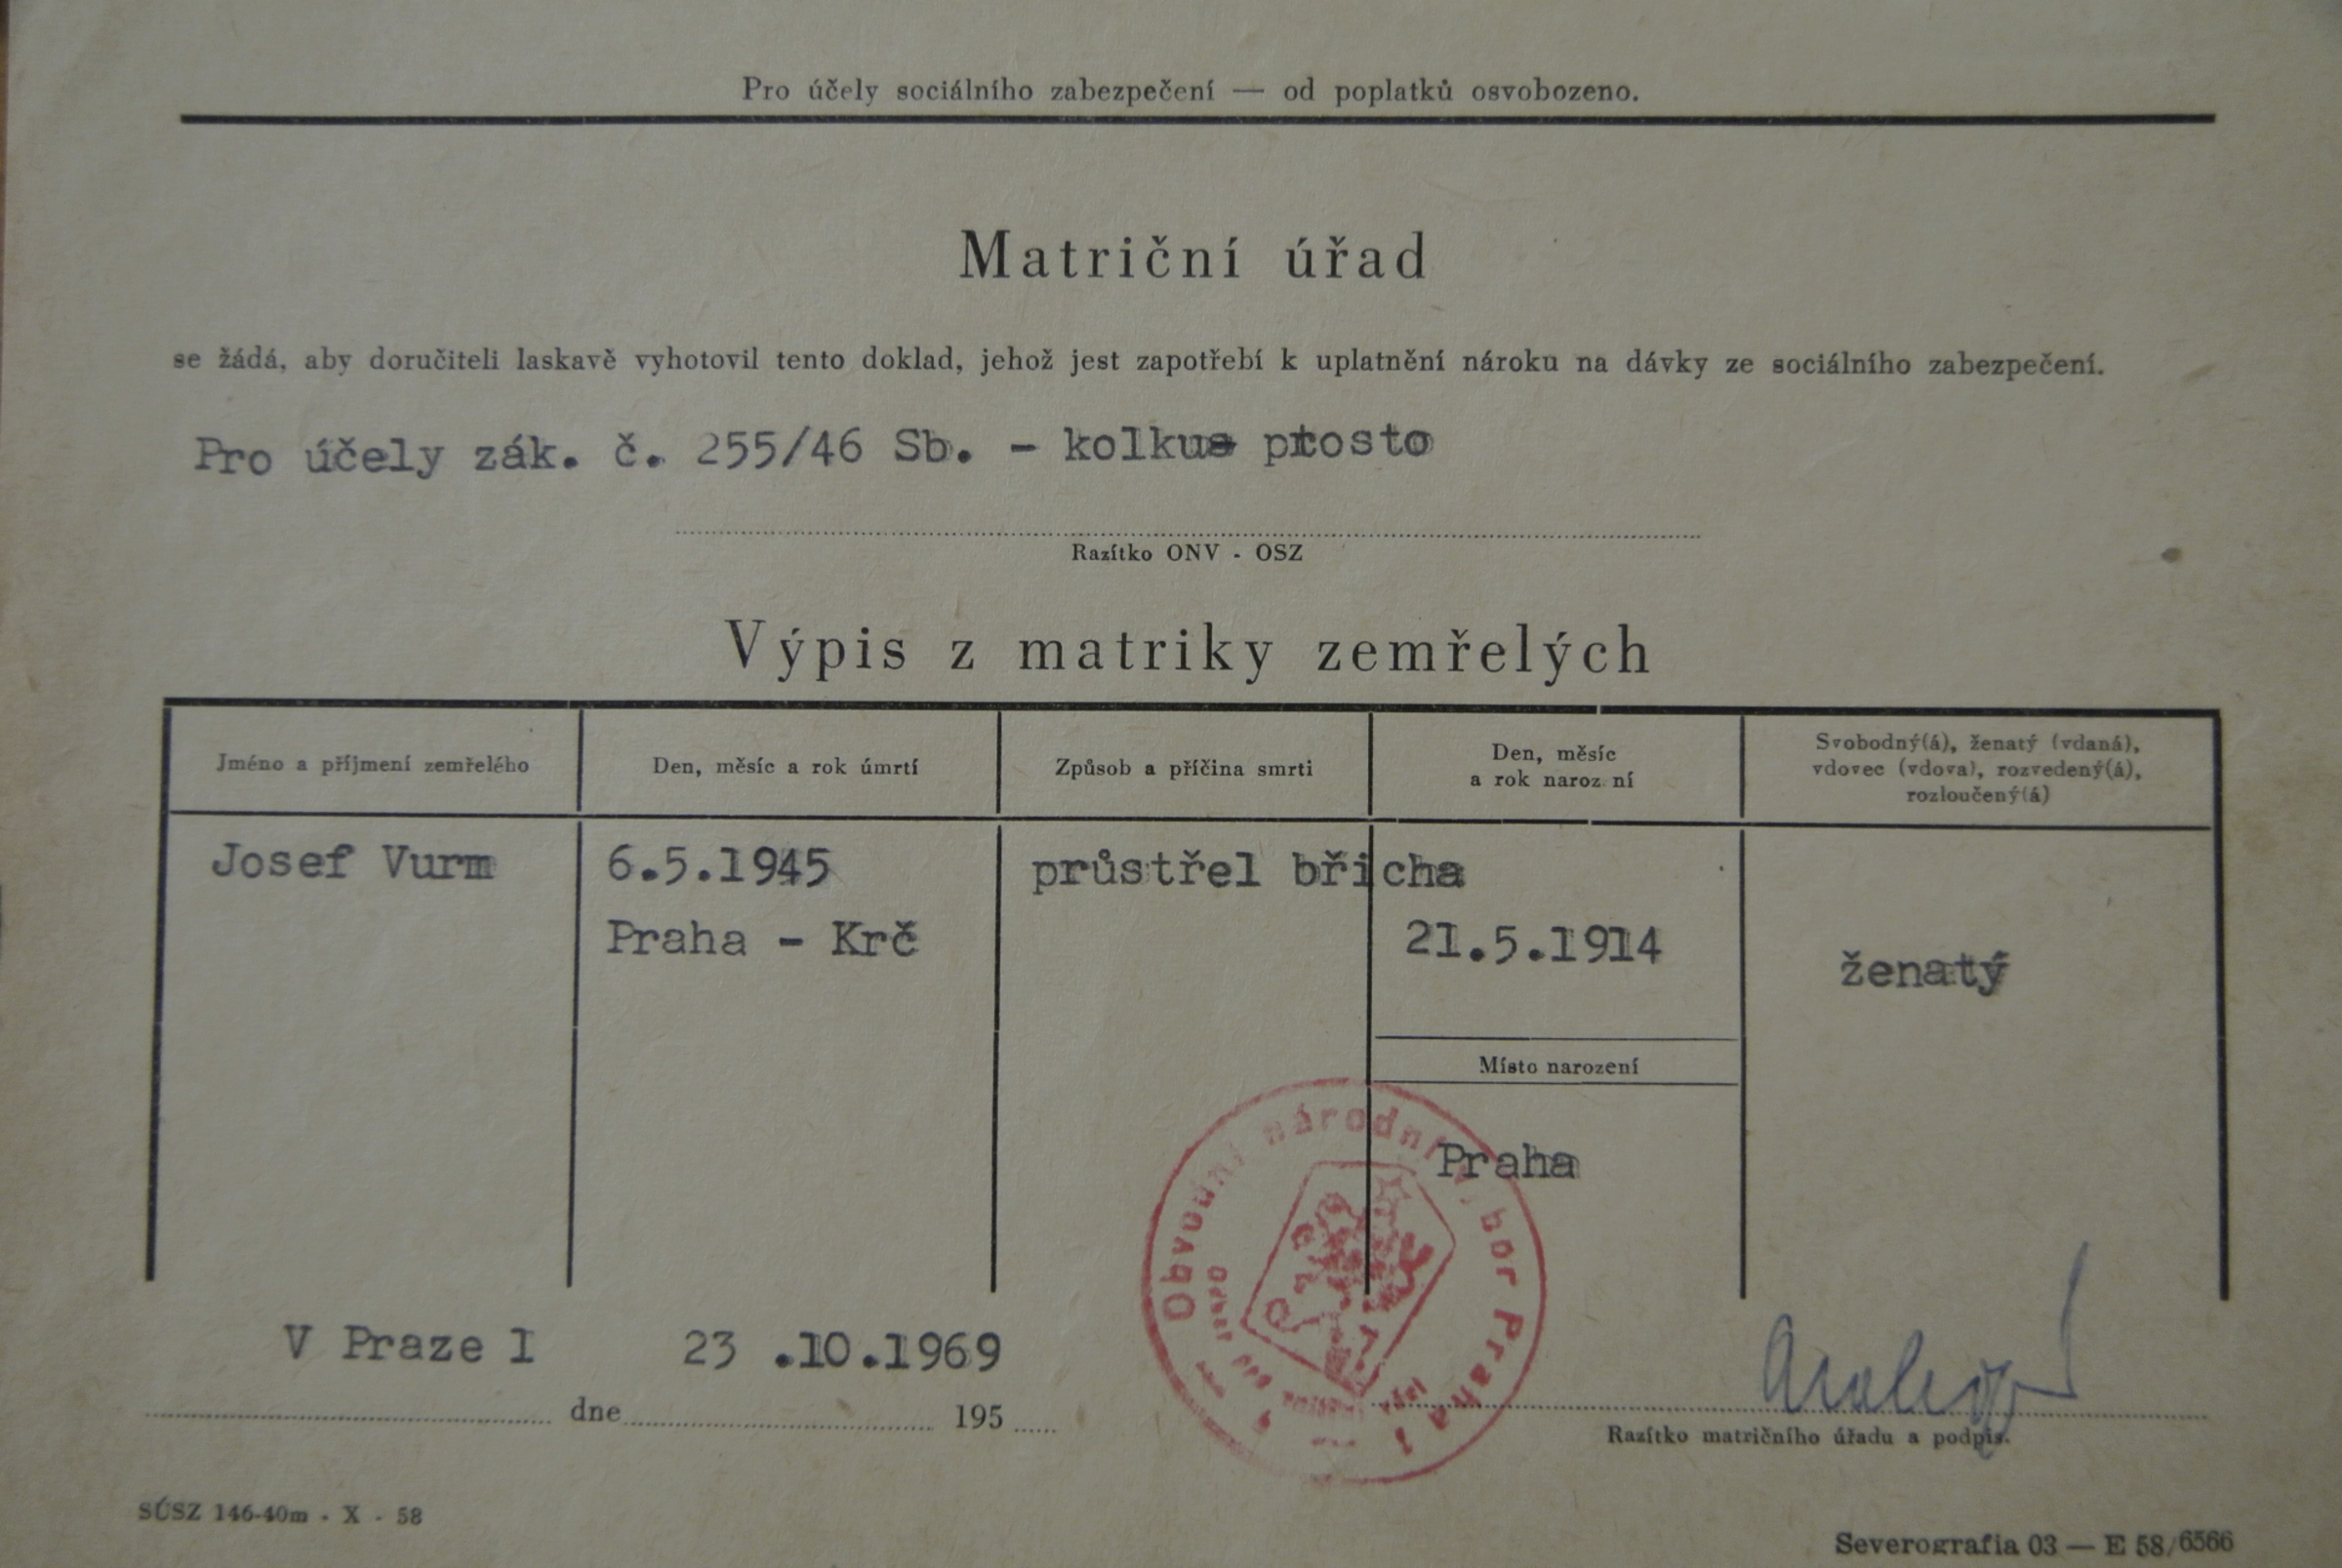 Pro účely sociálního zabezpečení — od poplatků osvobozeno.
Matriční úřad
se žádá, aby doručiteli laskavě vyhotovil tento doklad, jehož jest zapotřebí k uplatnění nároku na dávky ze sociálního zabezpečení.
Pro účely zák. č. 255/46 Sb. - kolku prosto
Razítko ONV - OSZ
Výpis z matriky zemřelých
Jméno a příjmení zemřelého
Den, měsíc a rok úmrtí
Způsob a příčina smrti
Den, měsíc
a rok narození
Svobodný(á), ženatý (vdaná),
vdovec (vdova), rozvedený(á),
rozloučený(á)
Josef Vurm
6.5.1945
Praha - Krč
průstřel břicha
21.5.1914
ženatý
Místo narození
Praha
Obvodní národní výbor Praha 1
V Praze 1 23 .10.1969
dne 195
Razítko matričního úřadu a podpis.
SÚSZ 146-40m - X - 58
Severografia 03 — E 58/6566